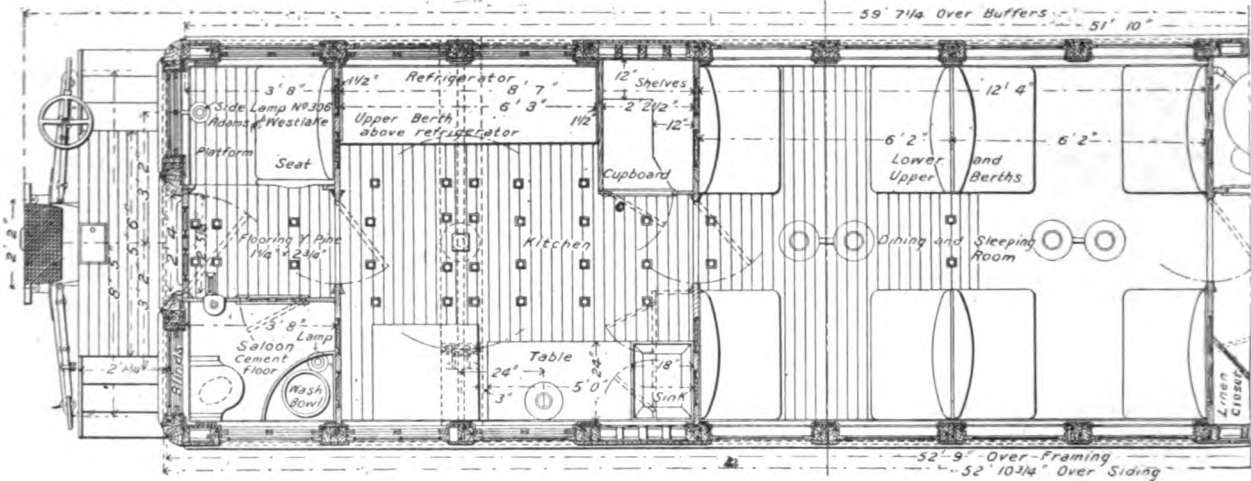 59' 7 1/4 Over Buffers
51' 10"
3' 8"
1 1/2"
Refrigerator
8' 7"
6' 3"
1 1/2"
12"
Shelves
2' 2 1/2"
12"
12' 4"
Side Lamp Nº 306
Adams & Westlake
Upper Berth
above refrigerator
Platform
Seat
Cupboard
6' 2"
6' 2"
Lower and
Upper Berths
2' 2"
8' 5"
5' 6"
3' 2
3' 2
2' 4"
Flooring Y. Pine
1 1/4" x 2 3/4"
Kitchen
Dining and Sleeping
Room
3' 8"
Saloon
Cement
floor
Lamp
Wash
Bowl
Blinds
24"
3"
Table
24"
5' 0"
18"
Sink
Linen
Closet
52' 9" Over Framing
52' 10 3/4" Over Siding